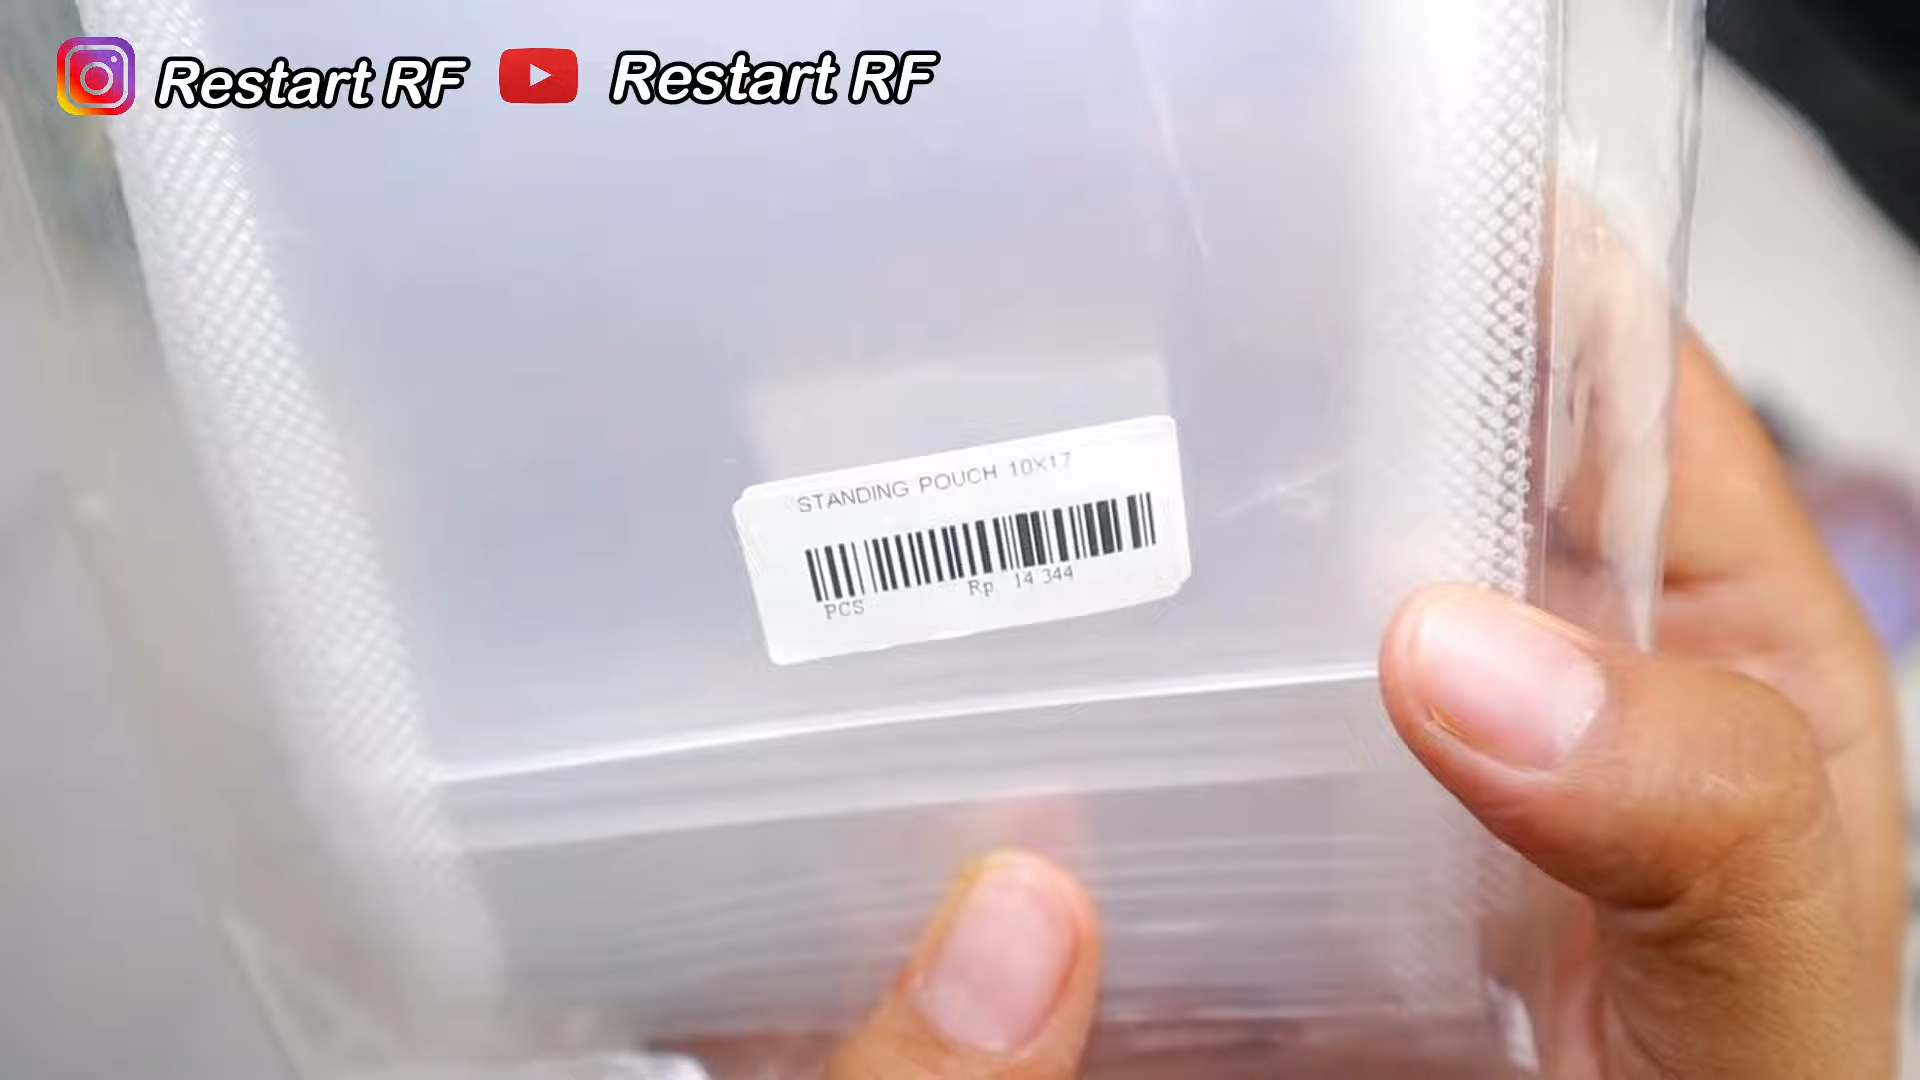 Restart RF Restart RF
STANDING POUCH 10X17
PCS Rp. 14 344